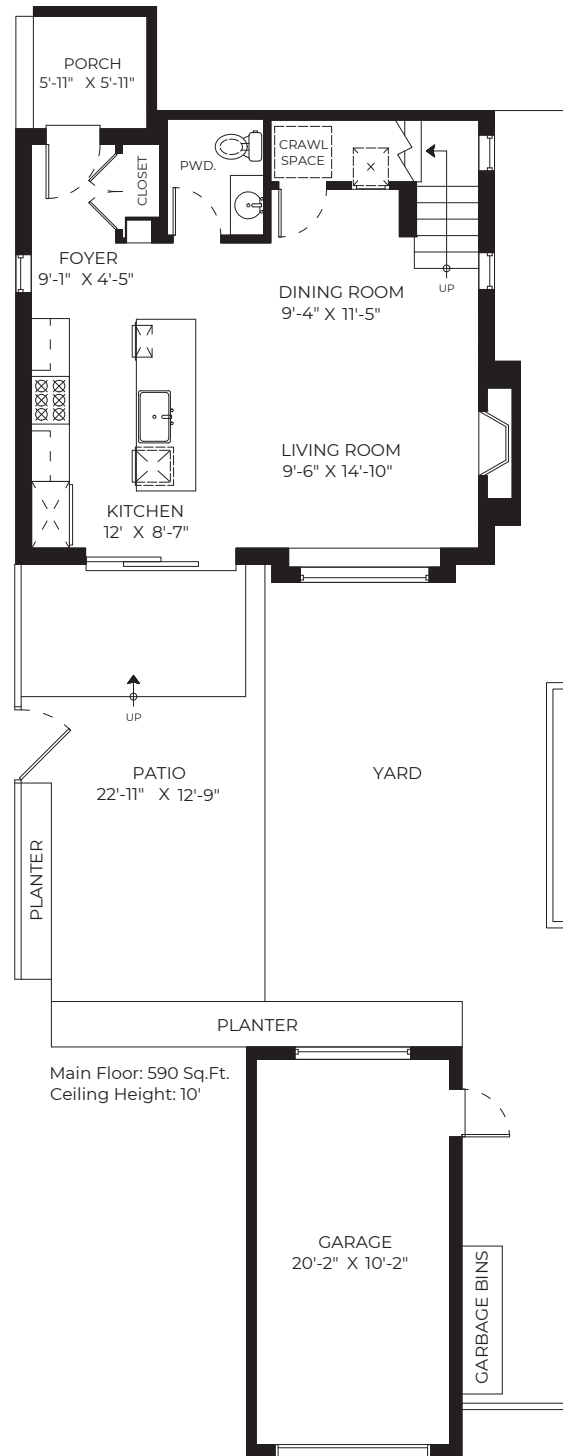 PORCH
5'-11" X 5'-11"
CLOSET
PWD.
CRAWL
SPACE
FOYER
9'-1" X 4'-5"
DINING ROOM
9'-4" X 11'-5"
UP
LIVING ROOM
9'-6" X 14'-10"
KITCHEN
12' X 8'-7"
UP
PATIO
22'-11" X 12'-9"
YARD
PLANTER
PLANTER
Main Floor: 590 Sq.Ft.
Ceiling Height: 10'
GARAGE
20'-2" X 10'-2"
GARBAGE BINS